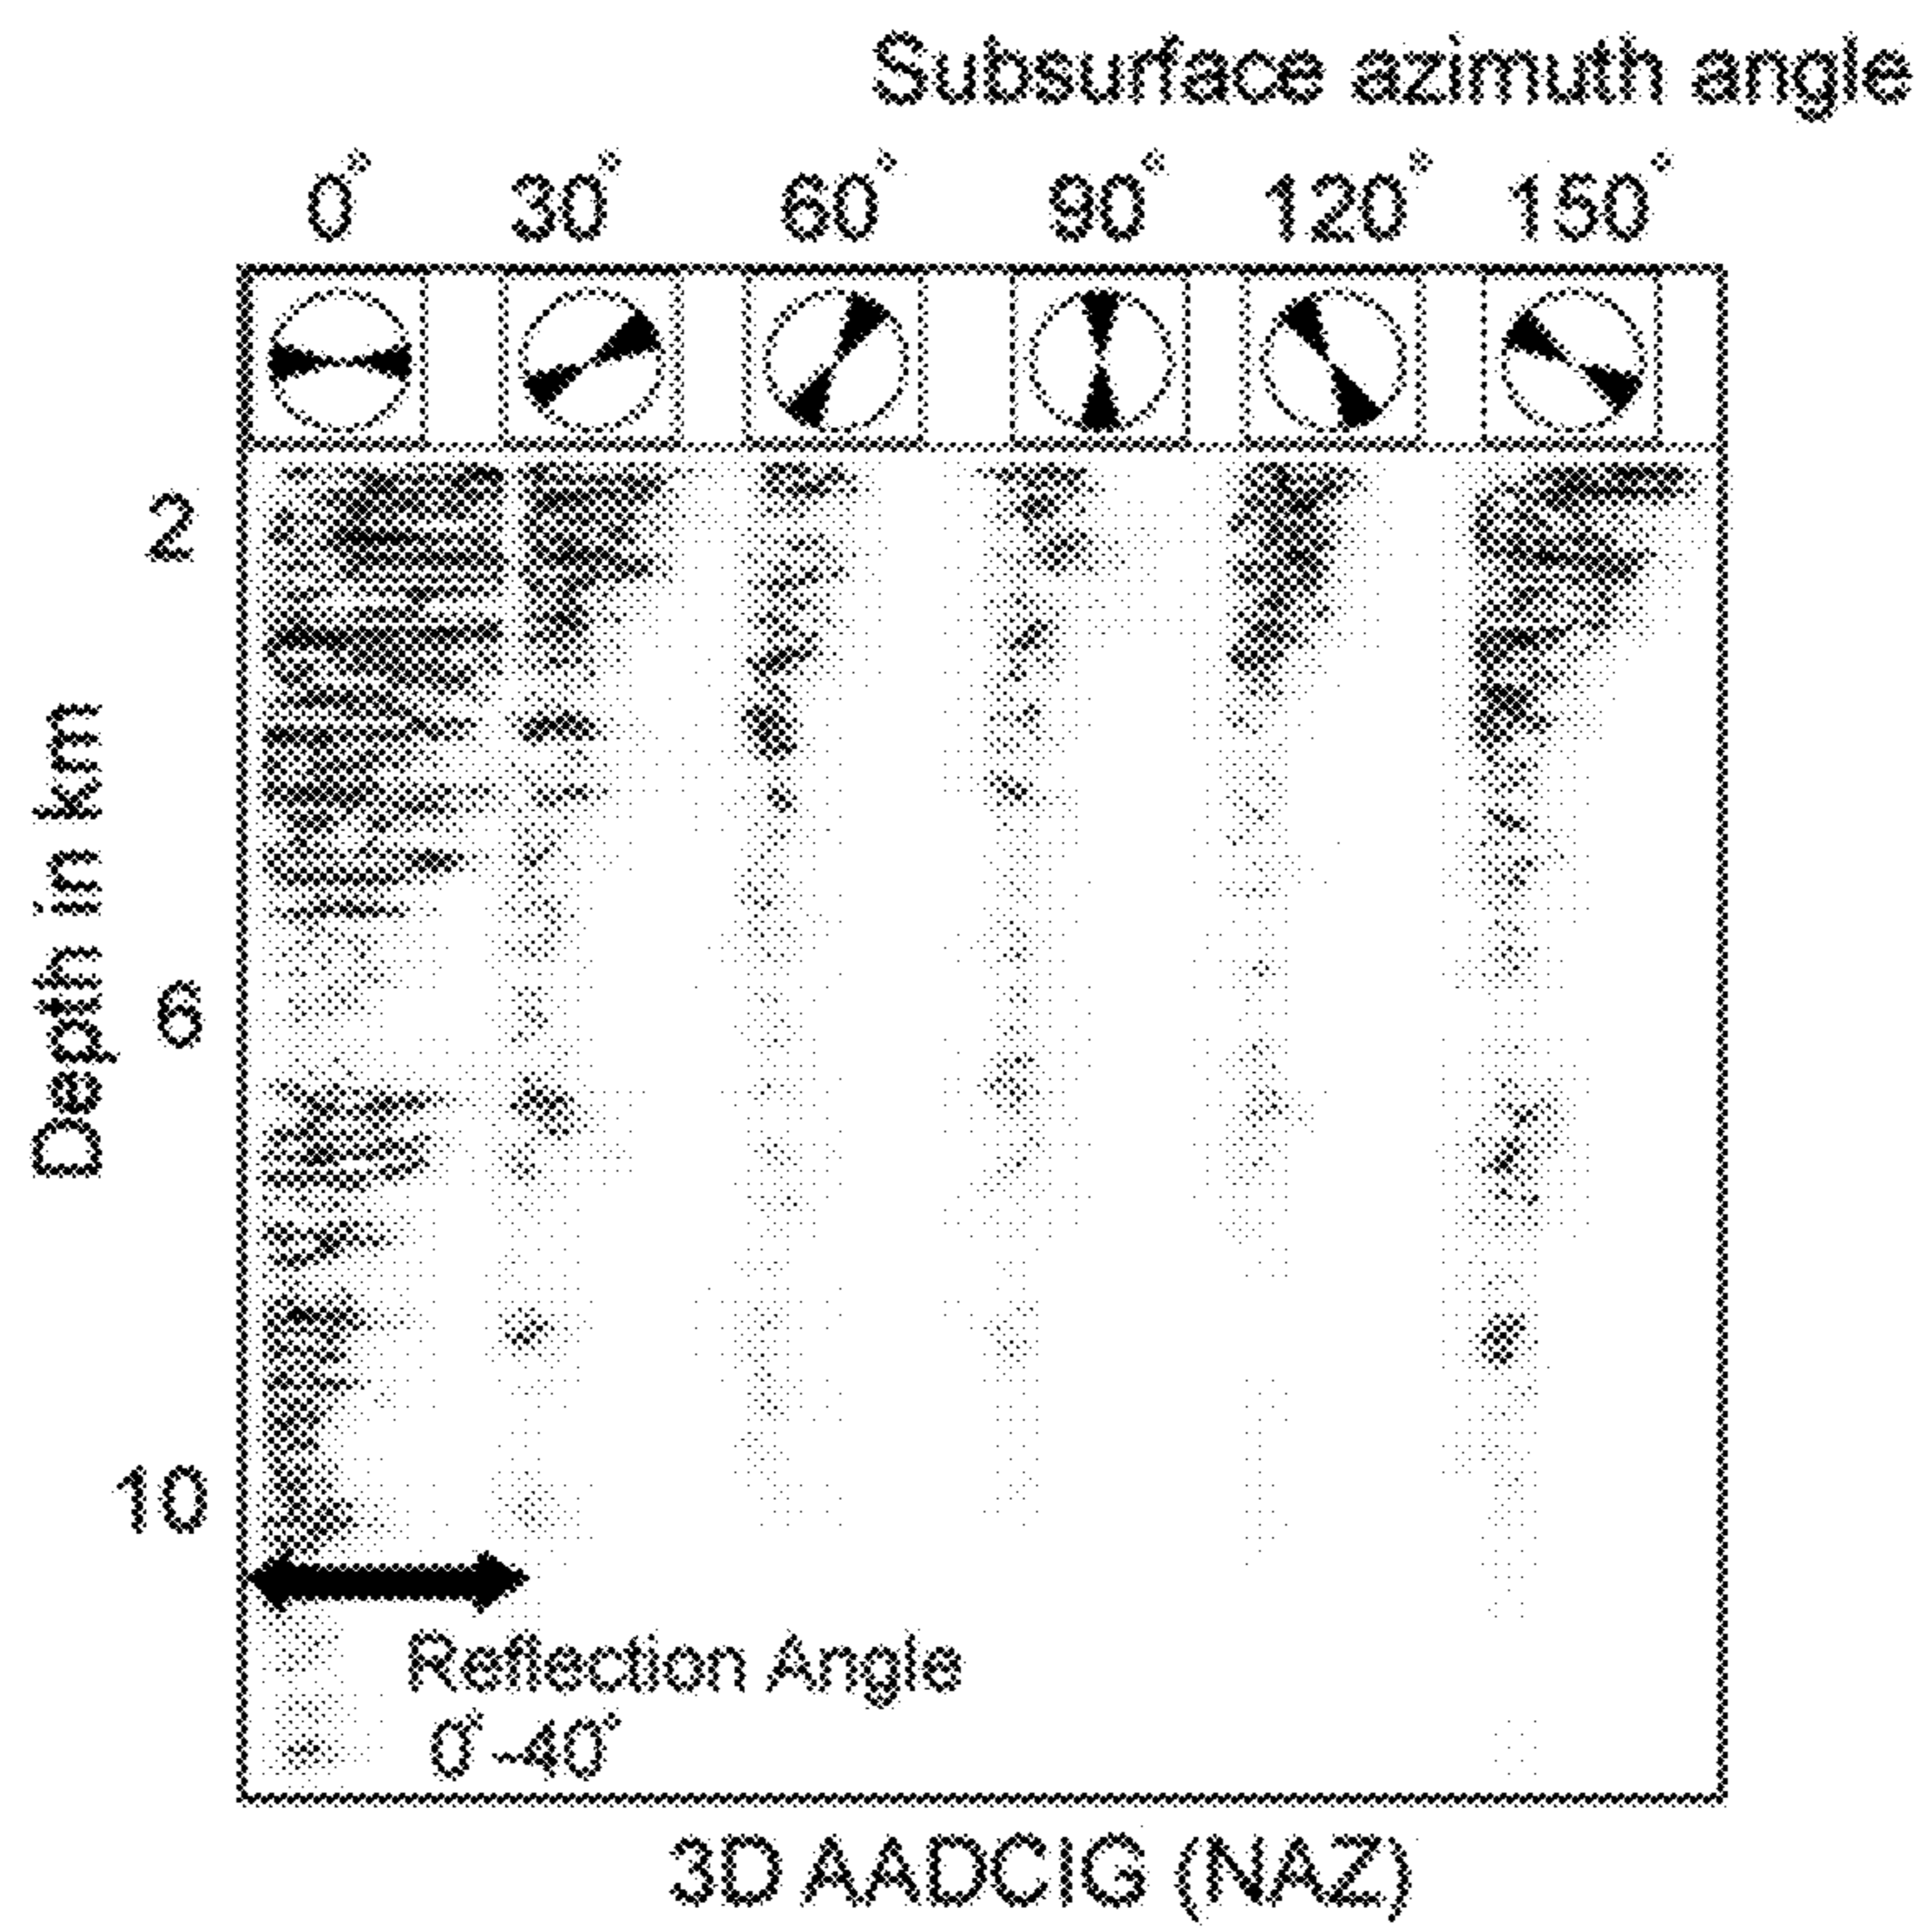 Subsurface azimuth angle
0° 30° 60° 90° 120° 150°
2
6
10
Depth in km
Reflection Angle
0°-40°
3D AADCIG (NAZ)